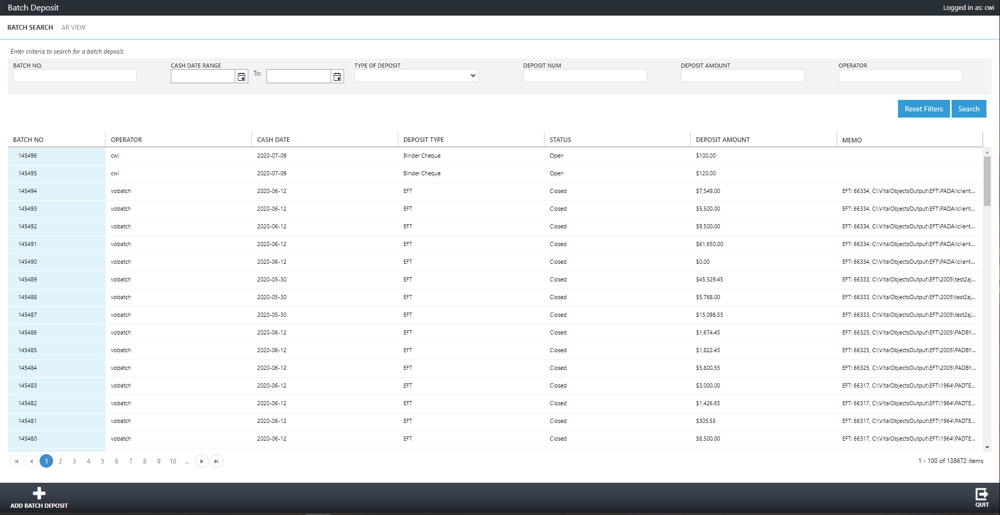 Batch Deposit Logged in as: cwi
BATCH SEARCH AR VIEW
Enter criteria to search for a batch deposit.
BATCH NO. CASH DATE RANGE To: TYPE OF DEPOSIT DEPOSIT NUM DEPOSIT AMOUNT OPERATOR
Reset Filters Search
BATCH NO OPERATOR CASH DATE DEPOSIT TYPE STATUS DEPOSIT AMOUNT MEMO
145496 cwi 2020-07-09 Binder Cheque Open $100.00
145495 cwi 2020-07-09 Binder Cheque Open $120.00
145494 vobatch 2020-06-12 EFT Closed $7,549.00 EFT: 66334, C:\VitalObjectsOutput\EFT\PADAllclient...
145493 vobatch 2020-06-12 EFT Closed $5,500.00 EFT: 66334, C:\VitalObjectsOutput\EFT\PADAllclient...
145492 vobatch 2020-06-12 EFT Closed $9,500.00 EFT: 66334, C:\VitalObjectsOutput\EFT\PADAllclient...
145491 vobatch 2020-06-12 EFT Closed $61,650.00 EFT: 66334, C:\VitalObjectsOutput\EFT\PADAllclient...
145490 vobatch 2020-06-12 EFT Closed $0.00 EFT: 66334, C:\VitalObjectsOutput\EFT\PADAllclient...
145489 vobatch 2020-05-30 EFT Closed $45,529.45 EFT: 66333, C:\VitalObjectsOutput\EFT\2005\test2aj...
145488 vobatch 2020-05-30 EFT Closed $5,768.00 EFT: 66333, C:\VitalObjectsOutput\EFT\2005\test2aj...
145487 vobatch 2020-05-30 EFT Closed $15,098.55 EFT: 66333, C:\VitalObjectsOutput\EFT\2005\test2aj...
145486 vobatch 2020-06-12 EFT Closed $1,674.45 EFT: 66325, C:\VitalObjectsOutput\EFT\2005\PADBY...
145485 vobatch 2020-06-12 EFT Closed $1,822.45 EFT: 66325, C:\VitalObjectsOutput\EFT\2005\PADBY...
145484 vobatch 2020-06-12 EFT Closed $5,800.55 EFT: 66325, C:\VitalObjectsOutput\EFT\2005\PADBY...
145483 vobatch 2020-06-12 EFT Closed $3,000.00 EFT: 66317, C:\VitalObjectsOutput\EFT\1964\PADTE...
145482 vobatch 2020-06-12 EFT Closed $1,426.65 EFT: 66317, C:\VitalObjectsOutput\EFT\1964\PADTE...
145481 vobatch 2020-06-12 EFT Closed $305.55 EFT: 66317, C:\VitalObjectsOutput\EFT\1964\PADTE...
145480 vobatch 2020-06-12 EFT Closed $8,500.00 EFT: 66317, C:\VitalObjectsOutput\EFT\1964\PADTE...
1 2 3 4 5 6 7 8 9 10 ... 1 - 100 of 138672 items
ADD BATCH DEPOSIT QUIT